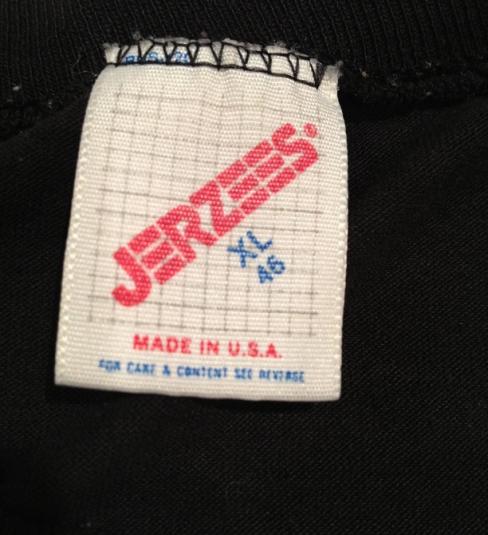 JERZEES®
XL
46
MADE IN U.S.A.
FOR CARE & CONTENT SEE REVERSE